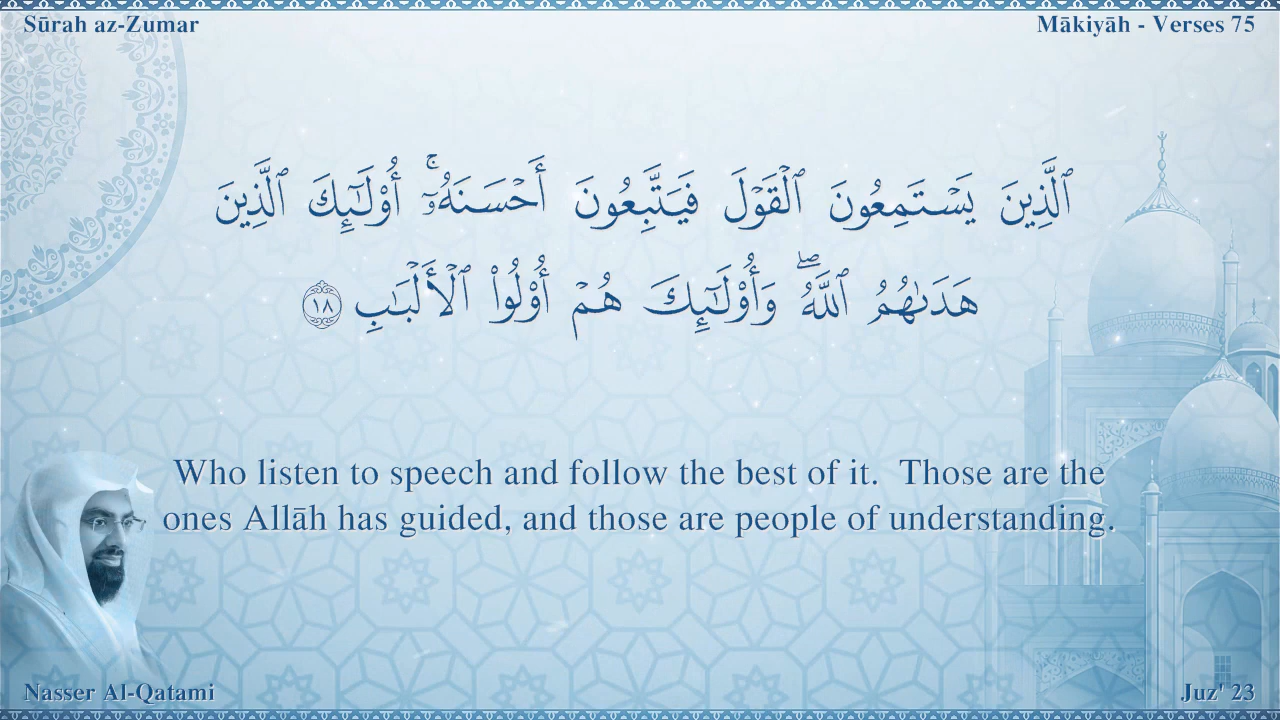 Sūrah az-Zumar
Mākiyāh - Verses 75
ٱلَّذِينَ يَسْتَمِعُونَ ٱلْقَوْلَ فَيَتَّبِعُونَ أَحْسَنَهُۥٓ ۚ أُو۟لَـٰٓئِكَ ٱلَّذِينَ
هَدَىٰهُمُ ٱللَّهُ ۖ وَأُو۟لَـٰٓئِكَ هُمْ أُو۟لُوا۟ ٱلْأَلْبَـٰبِ ١٨
Who listen to speech and follow the best of it. Those are the
ones Allāh has guided, and those are people of understanding.
Nasser Al-Qatami
Juz' 23